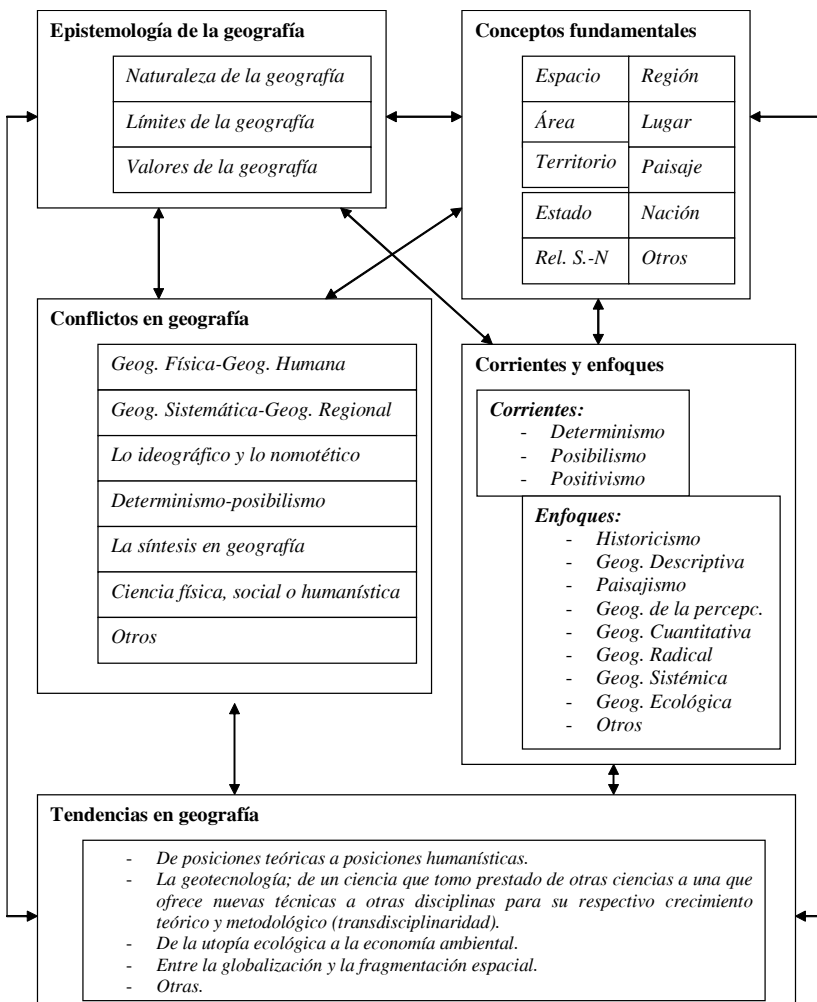 Epistemología de la geografía
Naturaleza de la geografía
Límites de la geografía
Valores de la geografía
Conceptos fundamentales
Espacio
Región
Área
Lugar
Territorio
Paisaje
Estado
Nación
Rel. S.-N
Otros
Conflictos en geografía
Geog. Física-Geog. Humana
Geog. Sistemática-Geog. Regional
Lo ideográfico y lo nomotético
Determinismo-posibilismo
La síntesis en geografía
Ciencia física, social o humanística
Otros
Corrientes y enfoques
Corrientes:
- Determinismo
- Posibilismo
- Positivismo
Enfoques:
- Historicismo
- Geog. Descriptiva
- Paisajismo
- Geog. de la percepc.
- Geog. Cuantitativa
- Geog. Radical
- Geog. Sistémica
- Geog. Ecológica
- Otros
Tendencias en geografía
- De posiciones teóricas a posiciones humanísticas.
- La geotecnología; de un ciencia que tomo prestado de otras ciencias a una que
ofrece nuevas técnicas a otras disciplinas para su respectivo crecimiento
teórico y metodológico (transdisciplinaridad).
- De la utopía ecológica a la economía ambiental.
- Entre la globalización y la fragmentación espacial.
- Otras.